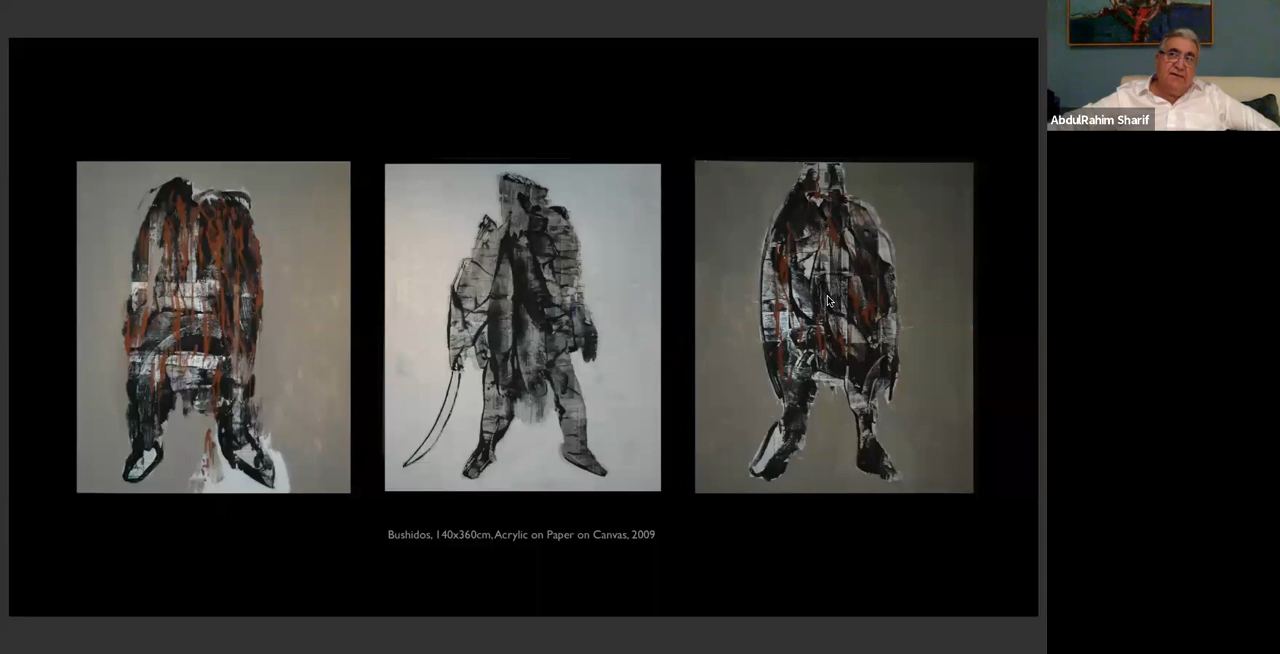 AbdulRahim Sharif
Bushidos, 140x360cm, Acrylic on Paper on Canvas, 2009